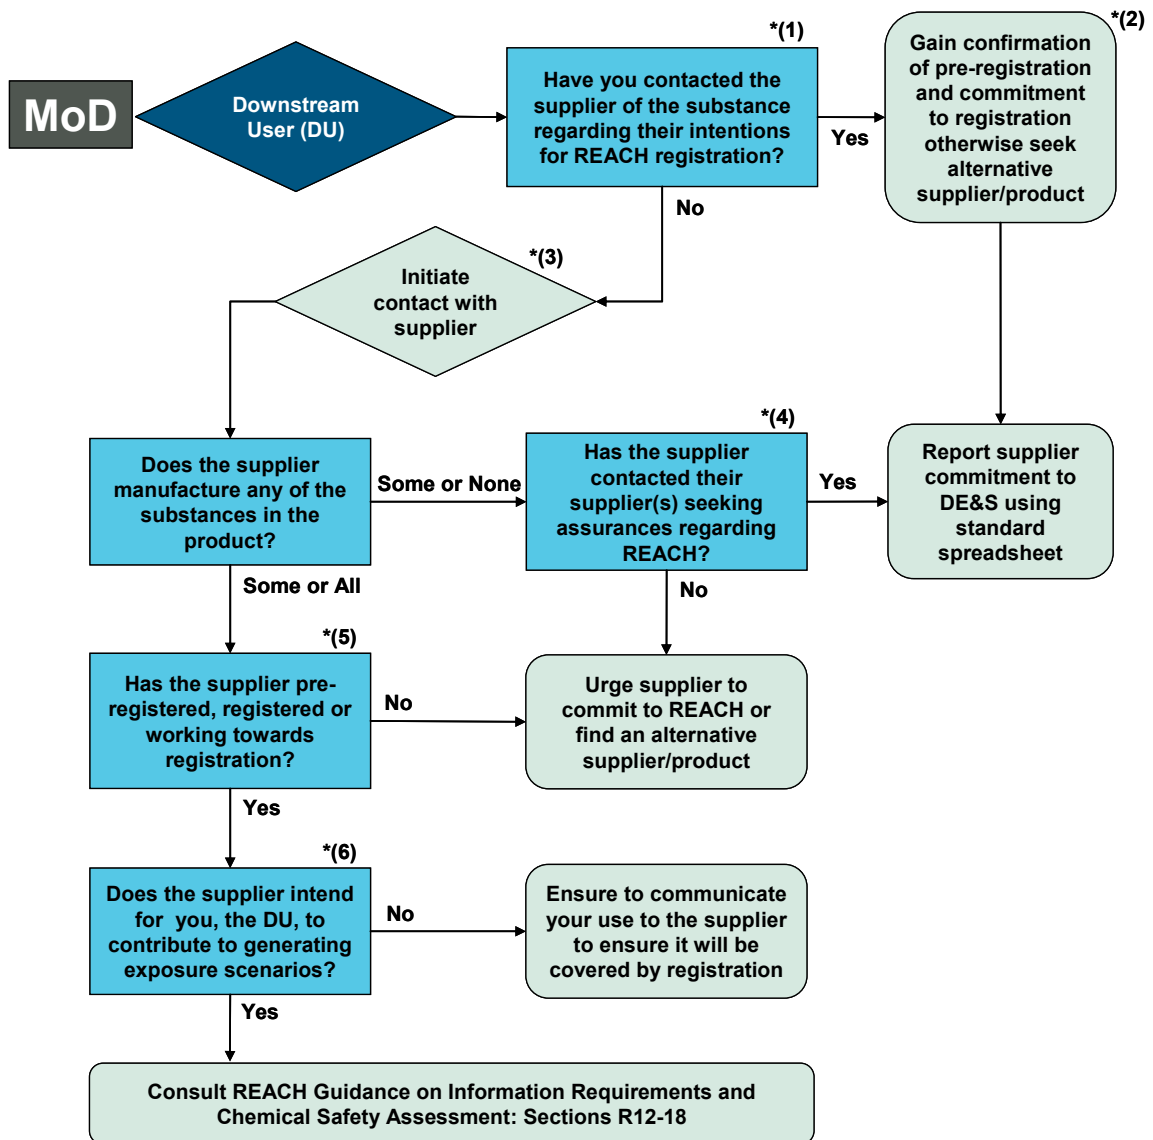 MoD
Downstream
User (DU)
*(1)
Have you contacted the
supplier of the substance
regarding their intentions
for REACH registration?
Yes
*(2)
Gain confirmation
of pre-registration
and commitment
to registration
otherwise seek
alternative
supplier/product
No
*(3)
Initiate
contact with
supplier
Does the supplier
manufacture any of the
substances in the
product?
Some or None
*(4)
Has the supplier
contacted their
supplier(s) seeking
assurances regarding
REACH?
Yes
Report supplier
commitment to
DE&S using
standard
spreadsheet
Some or All
No
*(5)
Has the supplier pre-
registered, registered or
working towards
registration?
No
Urge supplier to
commit to REACH or
find an alternative
supplier/product
Yes
*(6)
Does the supplier intend
for you, the DU, to
contribute to generating
exposure scenarios?
No
Ensure to communicate
your use to the supplier
to ensure it will be
covered by registration
Yes
Consult REACH Guidance on Information Requirements and
Chemical Safety Assessment: Sections R12-18